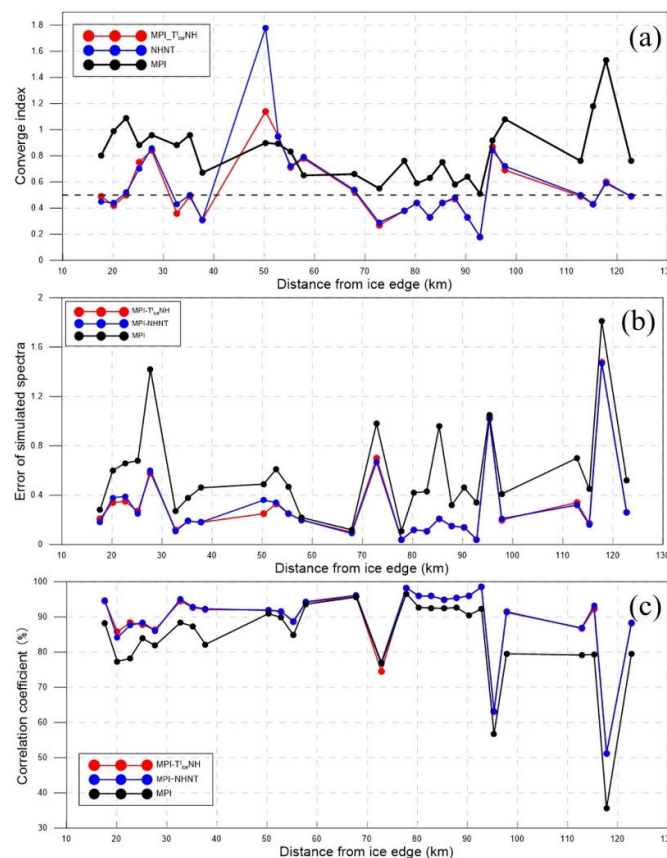 (a)
MPI_TⁱᵢceNH
NHNT
MPI
Converge index
1.8
1.6
1.4
1.2
1
0.8
0.6
0.4
0.2
0
10 20 30 40 50 60 70 80 90 100 110 120 130
Distance from ice edge (km)
(b)
MPI-TⁱᵢceNH
MPI-NHNT
MPI
Error of simulated spectra
2
1.6
1.2
0.8
0.4
0
10 20 30 40 50 60 70 80 90 100 110 120 130
Distance from ice edge (km)
(c)
Correlation coefficient (%)
100
90
80
70
60
50
40
30
MPI-TⁱᵢceNH
MPI-NHNT
MPI
10 20 30 40 50 60 70 80 90 100 110 120 130
Distance from ice edge (km)